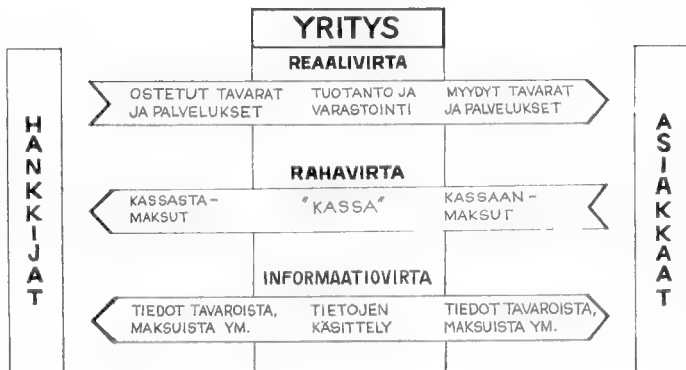 YRITYS
REAALIVIRTA
HANKKIJAT
OSTETUT TAVARAT
JA PALVELUKSET
TUOTANTO JA
VARASTOINTI
MYYDYT TAVARAT
JA PALVELUKSET
ASIAKKAAT
RAHAVIRTA
KASSASTA-
MAKSUT
"KASSA"
KASSAAN-
MAKSUT
INFORMAATIOVIRTA
TIEDOT TAVAROISTA,
MAKSUISTA YM.
TIETOJEN
KÄSITTELY
TIEDOT TAVAROISTA,
MAKSUISTA YM.